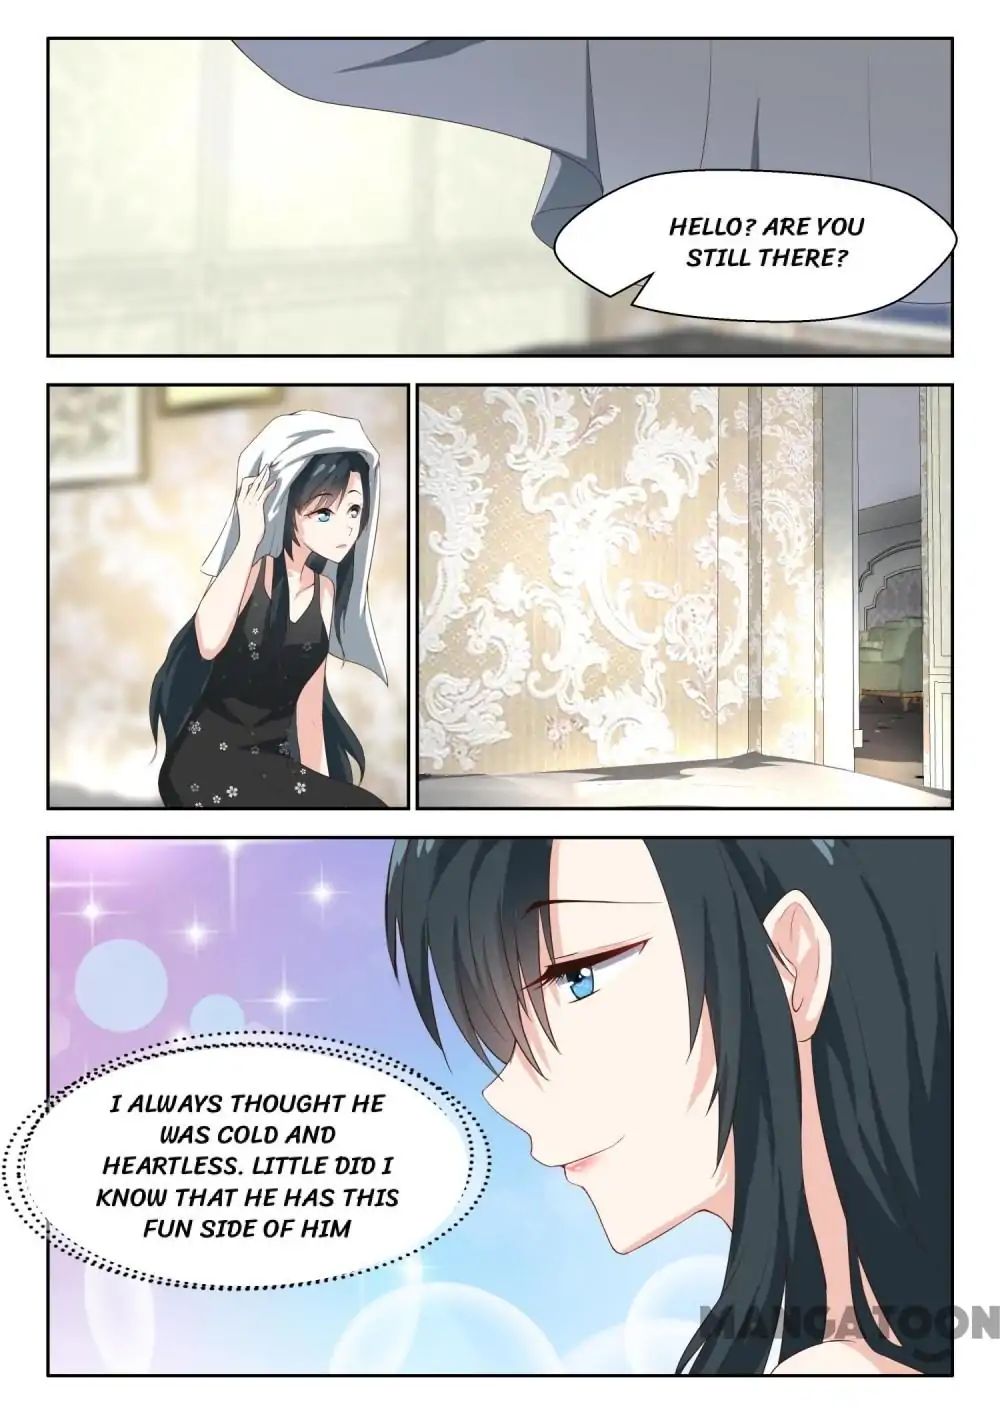 HELLO? ARE YOU
STILL THERE?
I ALWAYS THOUGHT HE
WAS COLD AND
HEARTLESS. LITTLE DID I
KNOW THAT HE HAS THIS
FUN SIDE OF HIM
MANGATOON